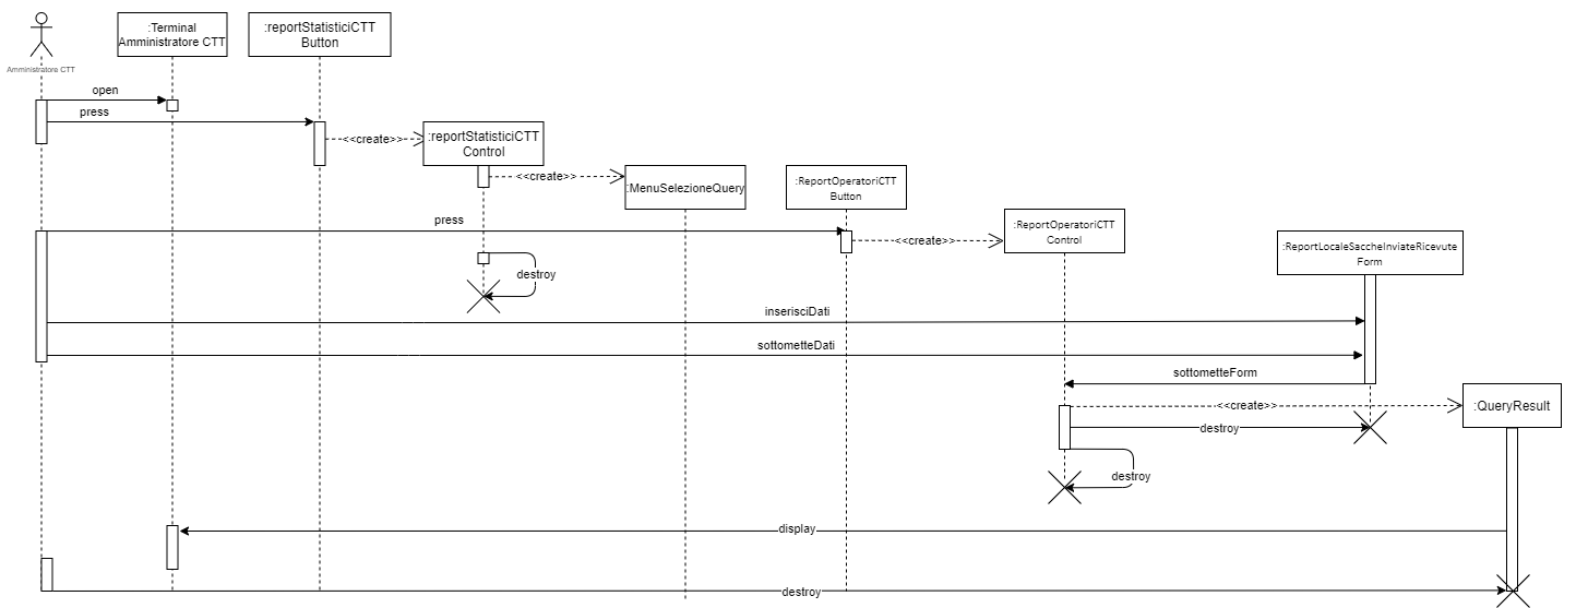 :Terminal
Amministratore CTT
:reportStatisticiCTT
Button
Amministratore CTT
open
press
<<create>>
:reportStatisticiCTT
Control
<<create>>
:MenuSelezioneQuery
:ReportOperatoriCTT
Button
press
<<create>>
:ReportOperatoriCTT
Control
:ReportLocaleSaccheInviateRicevute
Form
destroy
inserisciDati
sottometteDati
sottometteForm
<<create>>
:QueryResult
destroy
destroy
display
destroy